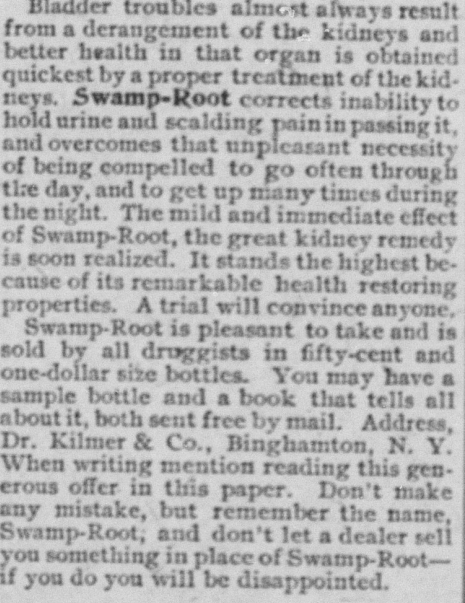 Bladder troubles almost always result
from a derangement of the kidneys and
better health in that organ is obtained
quickest by a proper treatment of the kid-
neys. Swamp-Root corrects inability to
hold urine and scalding pain in passing it,
and overcomes that unpleasant necessity
of being compelled to go often through
the day, and to get up many times during
the night. The mild and immediate effect
of Swamp-Root, the great kidney remedy
is soon realized. It stands the highest be-
cause of its remarkable health restoring
properties. A trial will convince anyone.
Swamp-Root is pleasant to take and is
sold by all druggists in fifty-cent and
one-dollar size bottles. You may have a
sample bottle and a book that tells all
about it, both sent free by mail. Address,
Dr. Kilmer & Co., Binghamton, N. Y.
When writing mention reading this gen-
erous offer in this paper. Don't make
any mistake, but remember the name,
Swamp-Root, and don't let a dealer sell
you something in place of Swamp-Root—
if you do you will be disappointed.